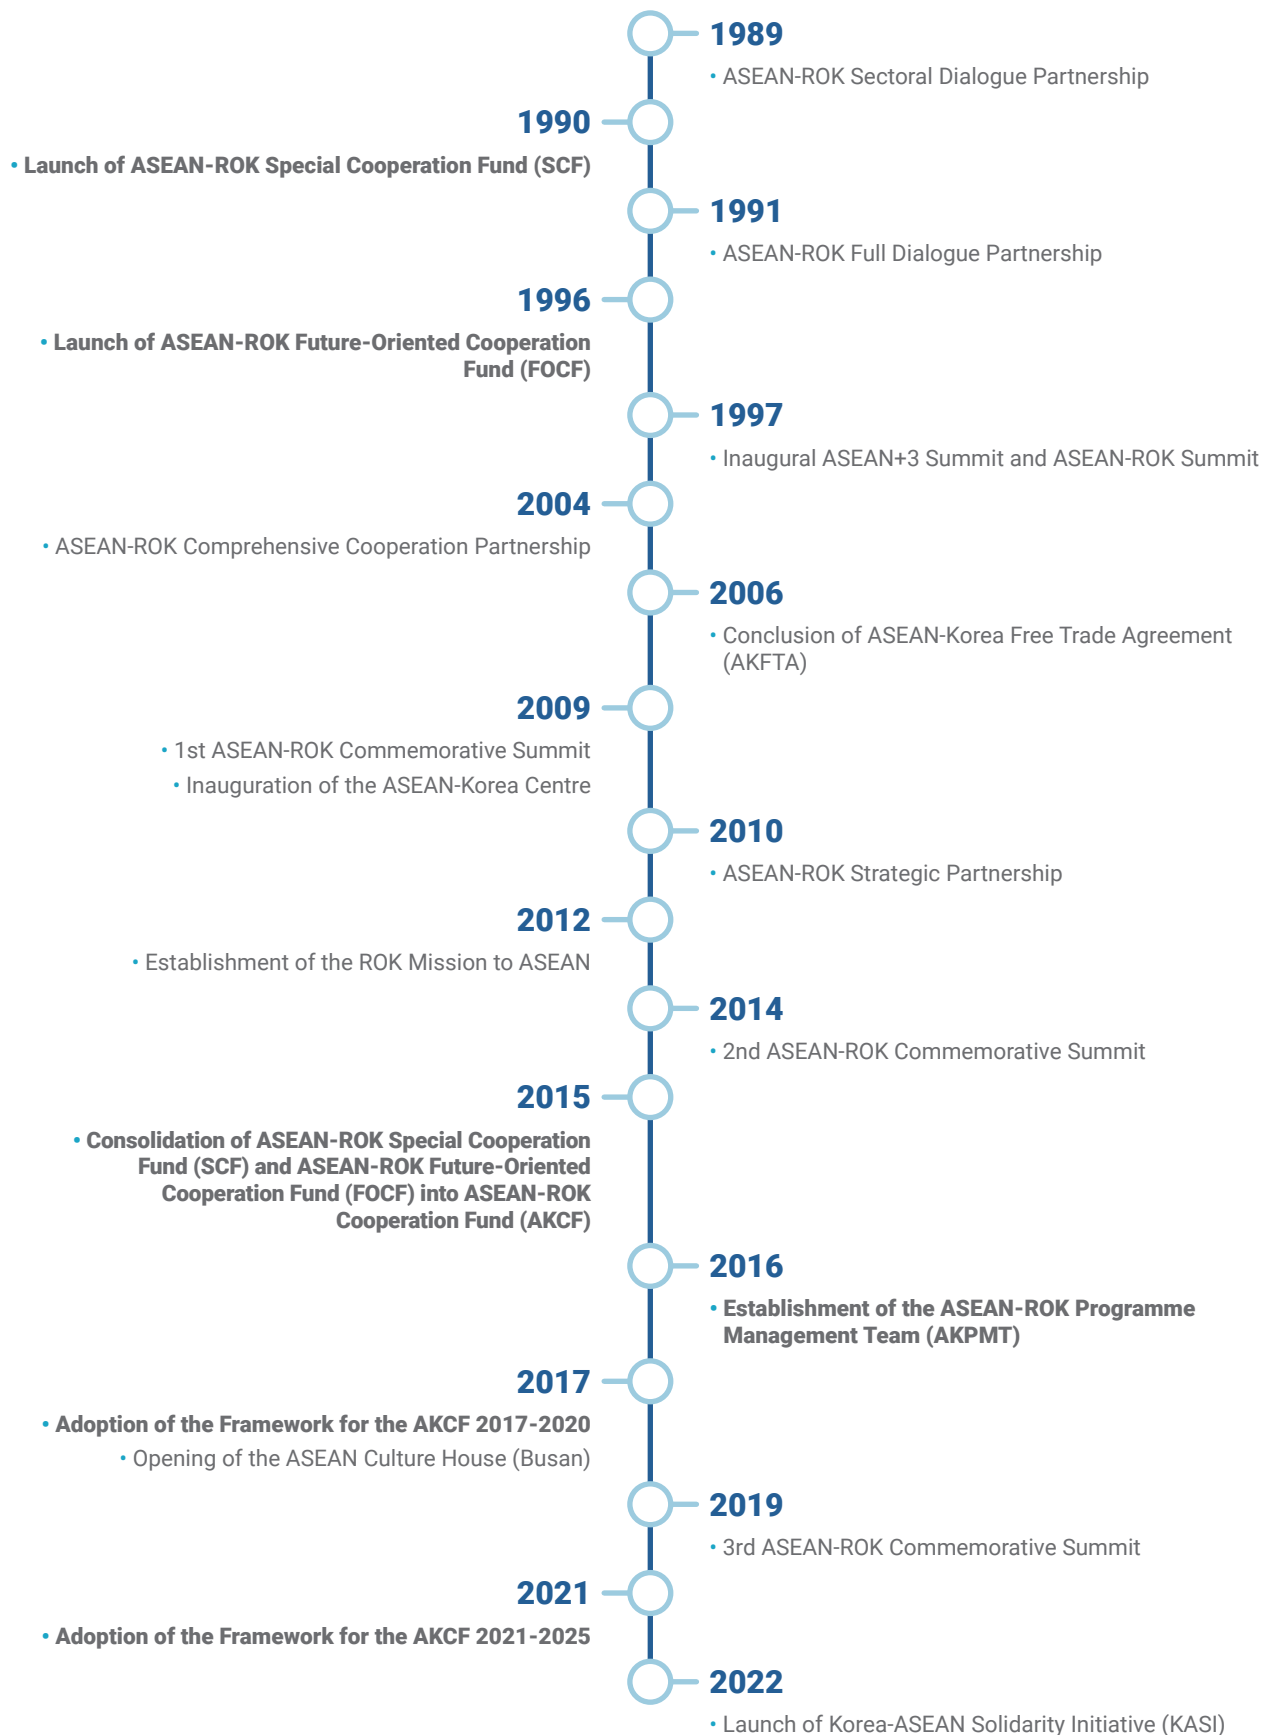 1989
• ASEAN-ROK Sectoral Dialogue Partnership
1990
• Launch of ASEAN-ROK Special Cooperation Fund (SCF)
1991
• ASEAN-ROK Full Dialogue Partnership
1996
• Launch of ASEAN-ROK Future-Oriented Cooperation
Fund (FOCF)
1997
• Inaugural ASEAN+3 Summit and ASEAN-ROK Summit
2004
• ASEAN-ROK Comprehensive Cooperation Partnership
2006
• Conclusion of ASEAN-Korea Free Trade Agreement
(AKFTA)
2009
• 1st ASEAN-ROK Commemorative Summit
• Inauguration of the ASEAN-Korea Centre
2010
• ASEAN-ROK Strategic Partnership
2012
• Establishment of the ROK Mission to ASEAN
2014
• 2nd ASEAN-ROK Commemorative Summit
2015
• Consolidation of ASEAN-ROK Special Cooperation
Fund (SCF) and ASEAN-ROK Future-Oriented
Cooperation Fund (FOCF) into ASEAN-ROK
Cooperation Fund (AKCF)
2016
• Establishment of the ASEAN-ROK Programme
Management Team (AKPMT)
2017
• Adoption of the Framework for the AKCF 2017-2020
• Opening of the ASEAN Culture House (Busan)
2019
• 3rd ASEAN-ROK Commemorative Summit
2021
• Adoption of the Framework for the AKCF 2021-2025
2022
• Launch of Korea-ASEAN Solidarity Initiative (KASI)